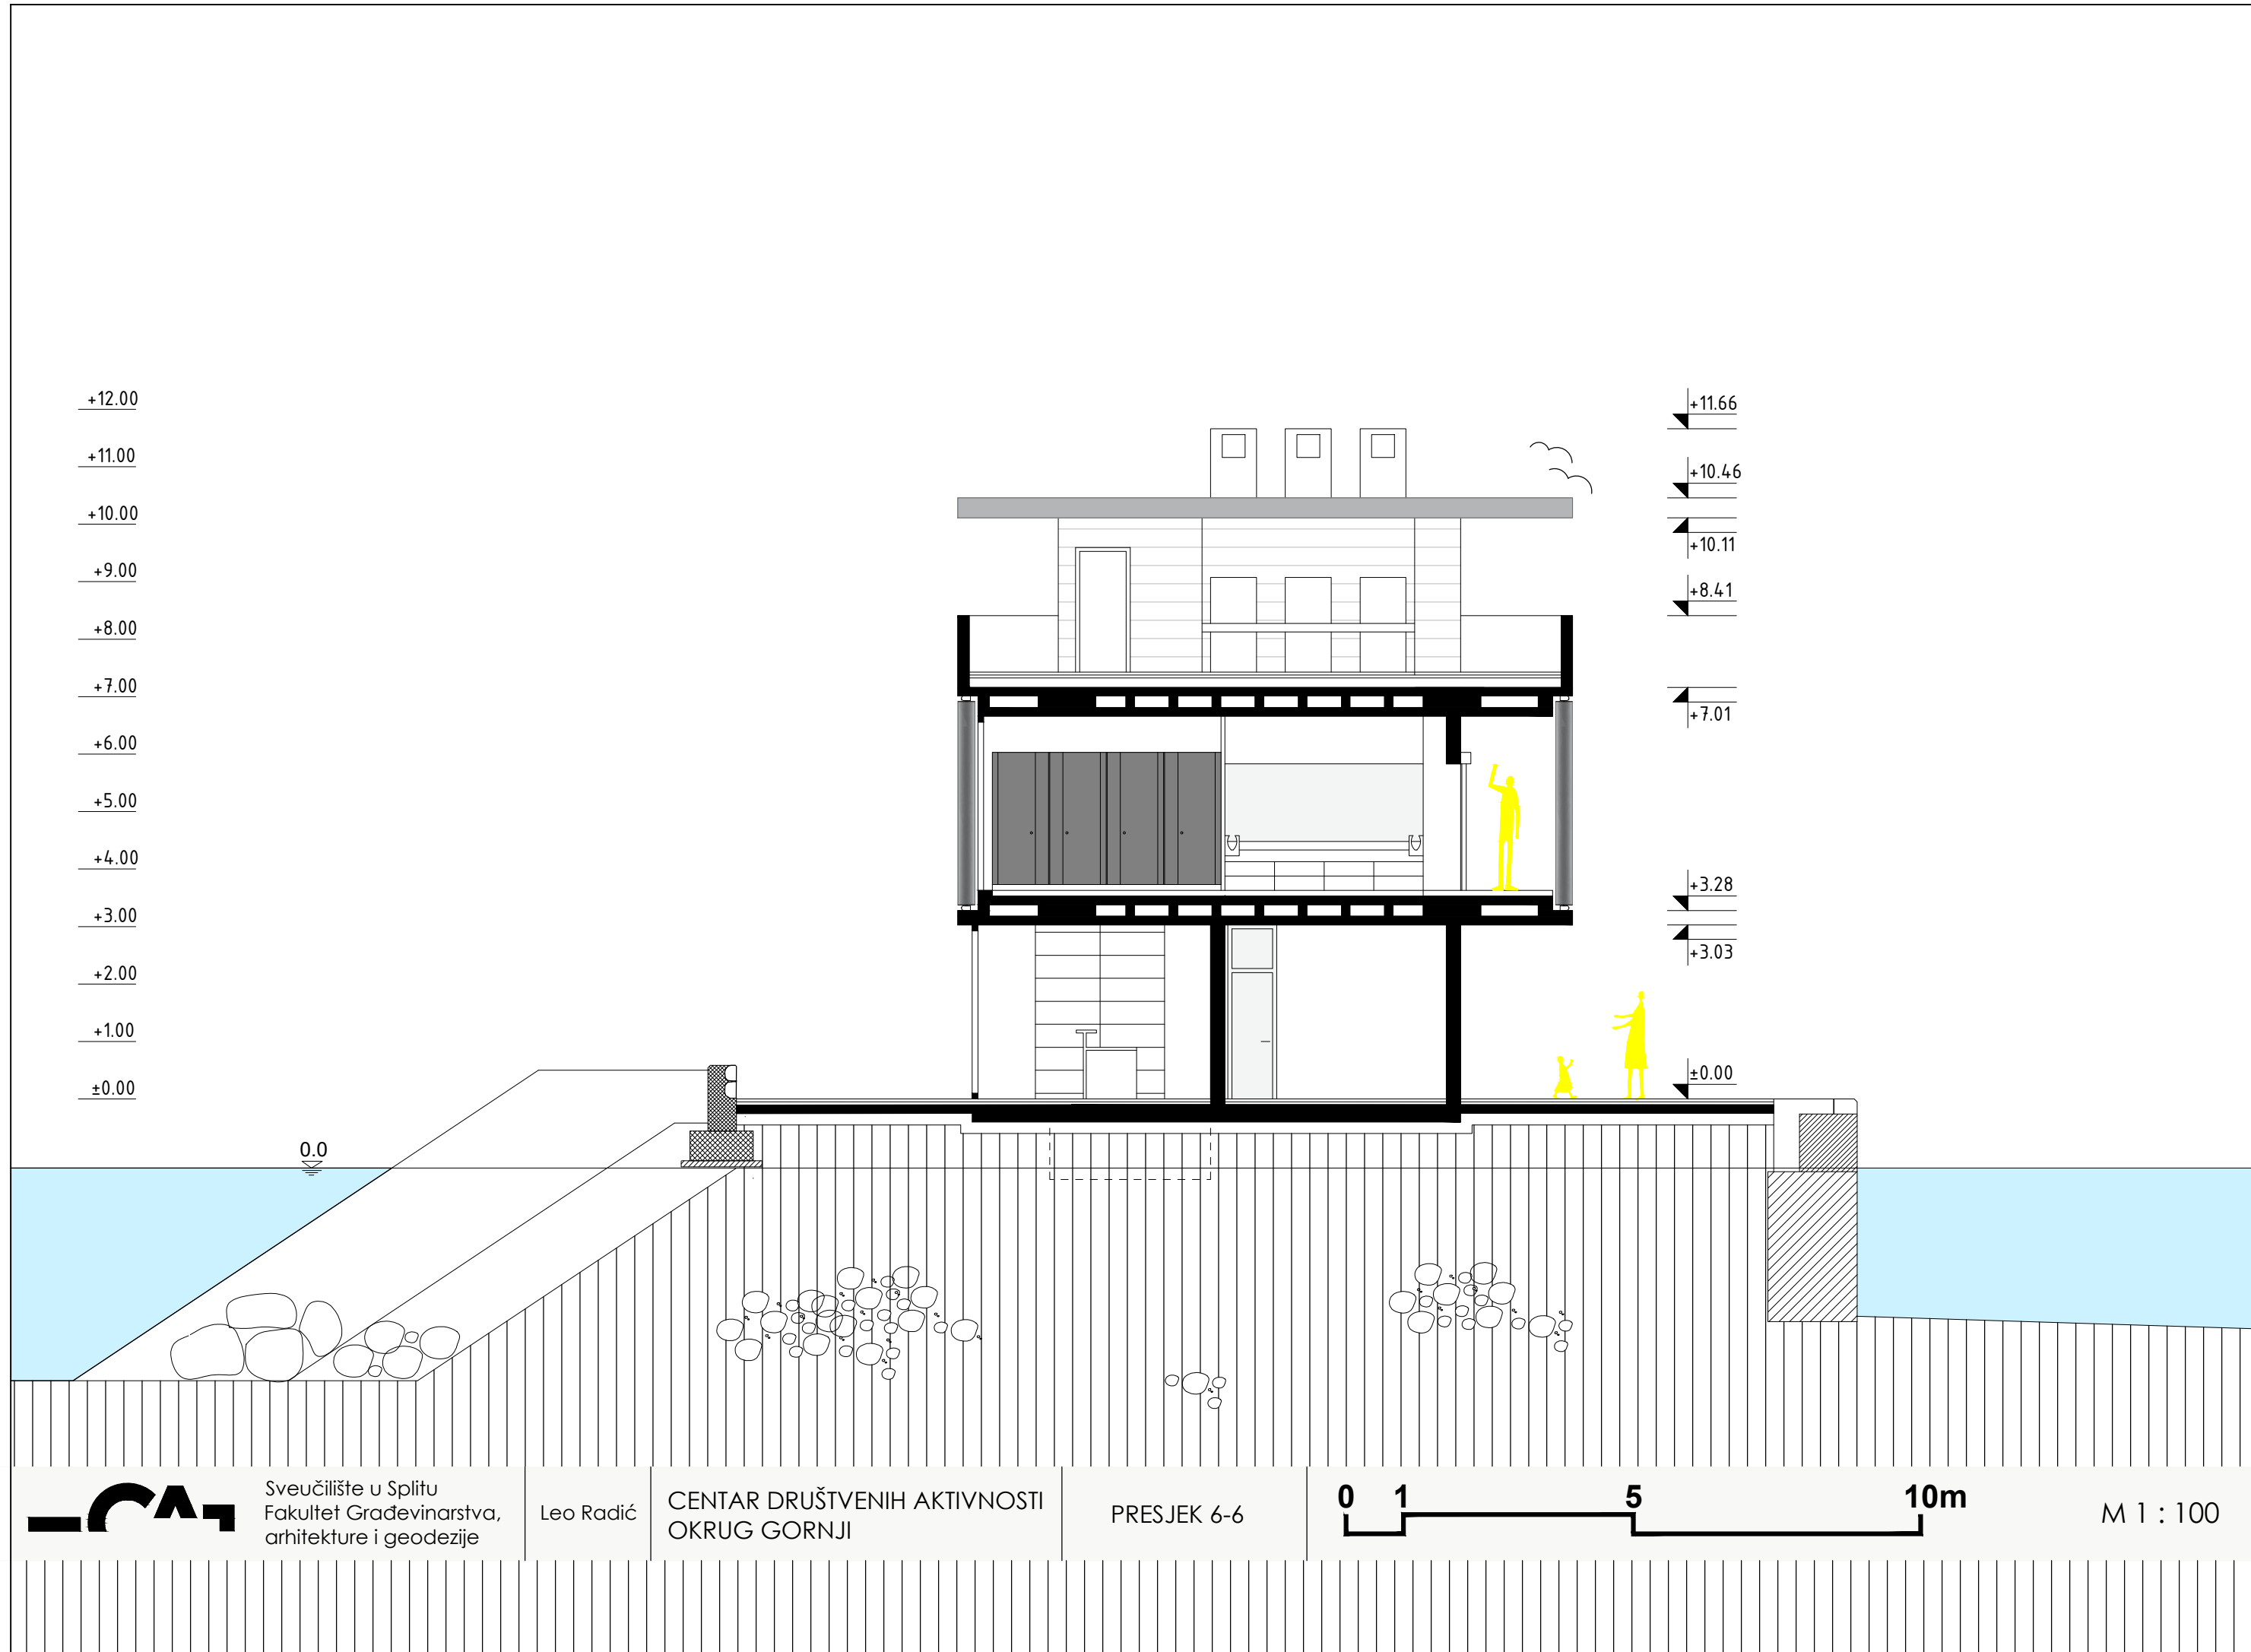 +12.00
+11.00
+10.00
+9.00
+8.00
+7.00
+6.00
+5.00
+4.00
+3.00
+2.00
+1.00
±0.00
0.0
+11.66
+10.46
+10.11
+8.41
+7.01
+3.28
+3.03
±0.00
Sveučilište u Splitu
Fakultet Građevinarstva,
arhitekture i geodezije
Leo Radić
CENTAR DRUŠTVENIH AKTIVNOSTI
OKRUG GORNJI
PRESJEK 6-6
0 1 5 10m
M 1 : 100